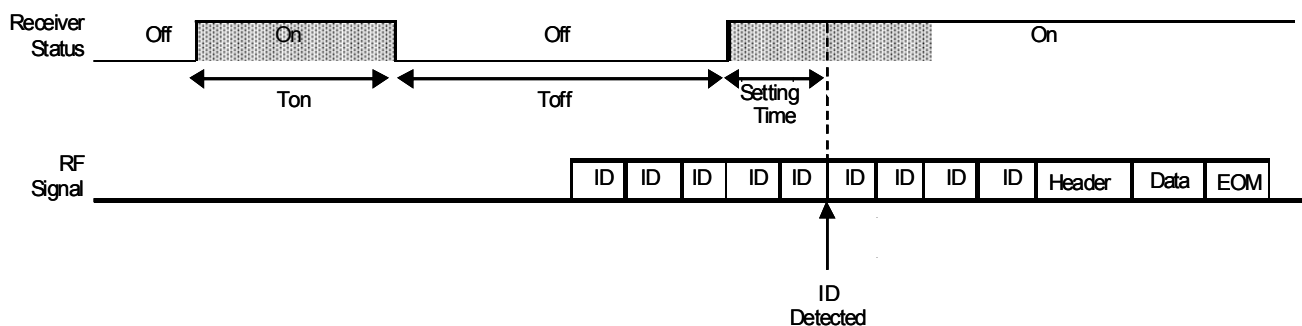 Receiver
Status
Off
On
Off
On
Ton
Toff
Setting
Time
RF
Signal
ID ID ID ID ID ID ID ID ID Header Data EOM
ID
Detected